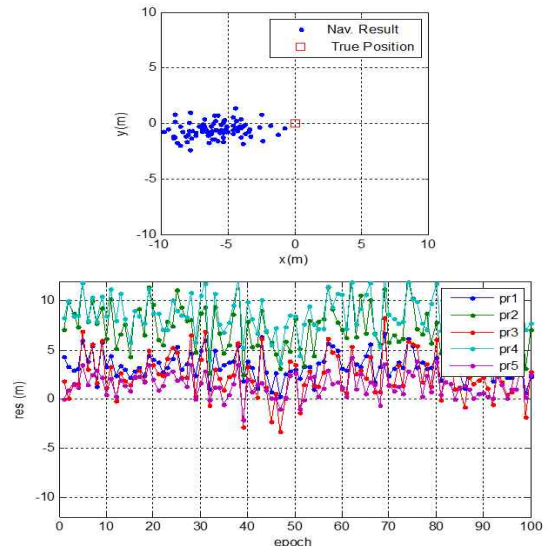 10
5
0
-5
-10
y(m)
-10 -5 0 5 10
x(m)
Nav. Result
True Position
10
5
0
-5
-10
res (m)
0 10 20 30 40 50 60 70 80 90 100
epoch
pr1
pr2
pr3
pr4
pr5